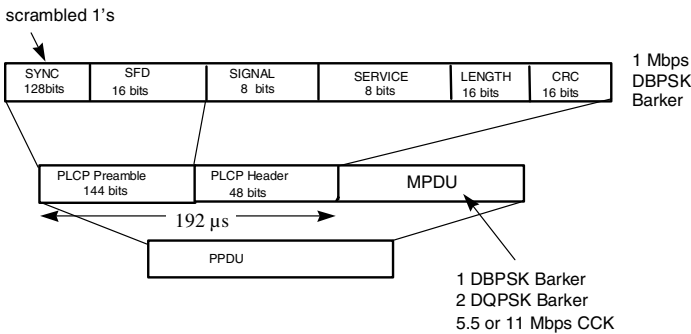 scrambled 1's
SYNC
128bits
SFD
16 bits
SIGNAL
8 bits
SERVICE
8 bits
LENGTH
16 bits
CRC
16 bits
1 Mbps
DBPSK
Barker
PLCP Preamble
144 bits
PLCP Header
48 bits
MPDU
192 µs
PPDU
1 DBPSK Barker
2 DQPSK Barker
5.5 or 11 Mbps CCK